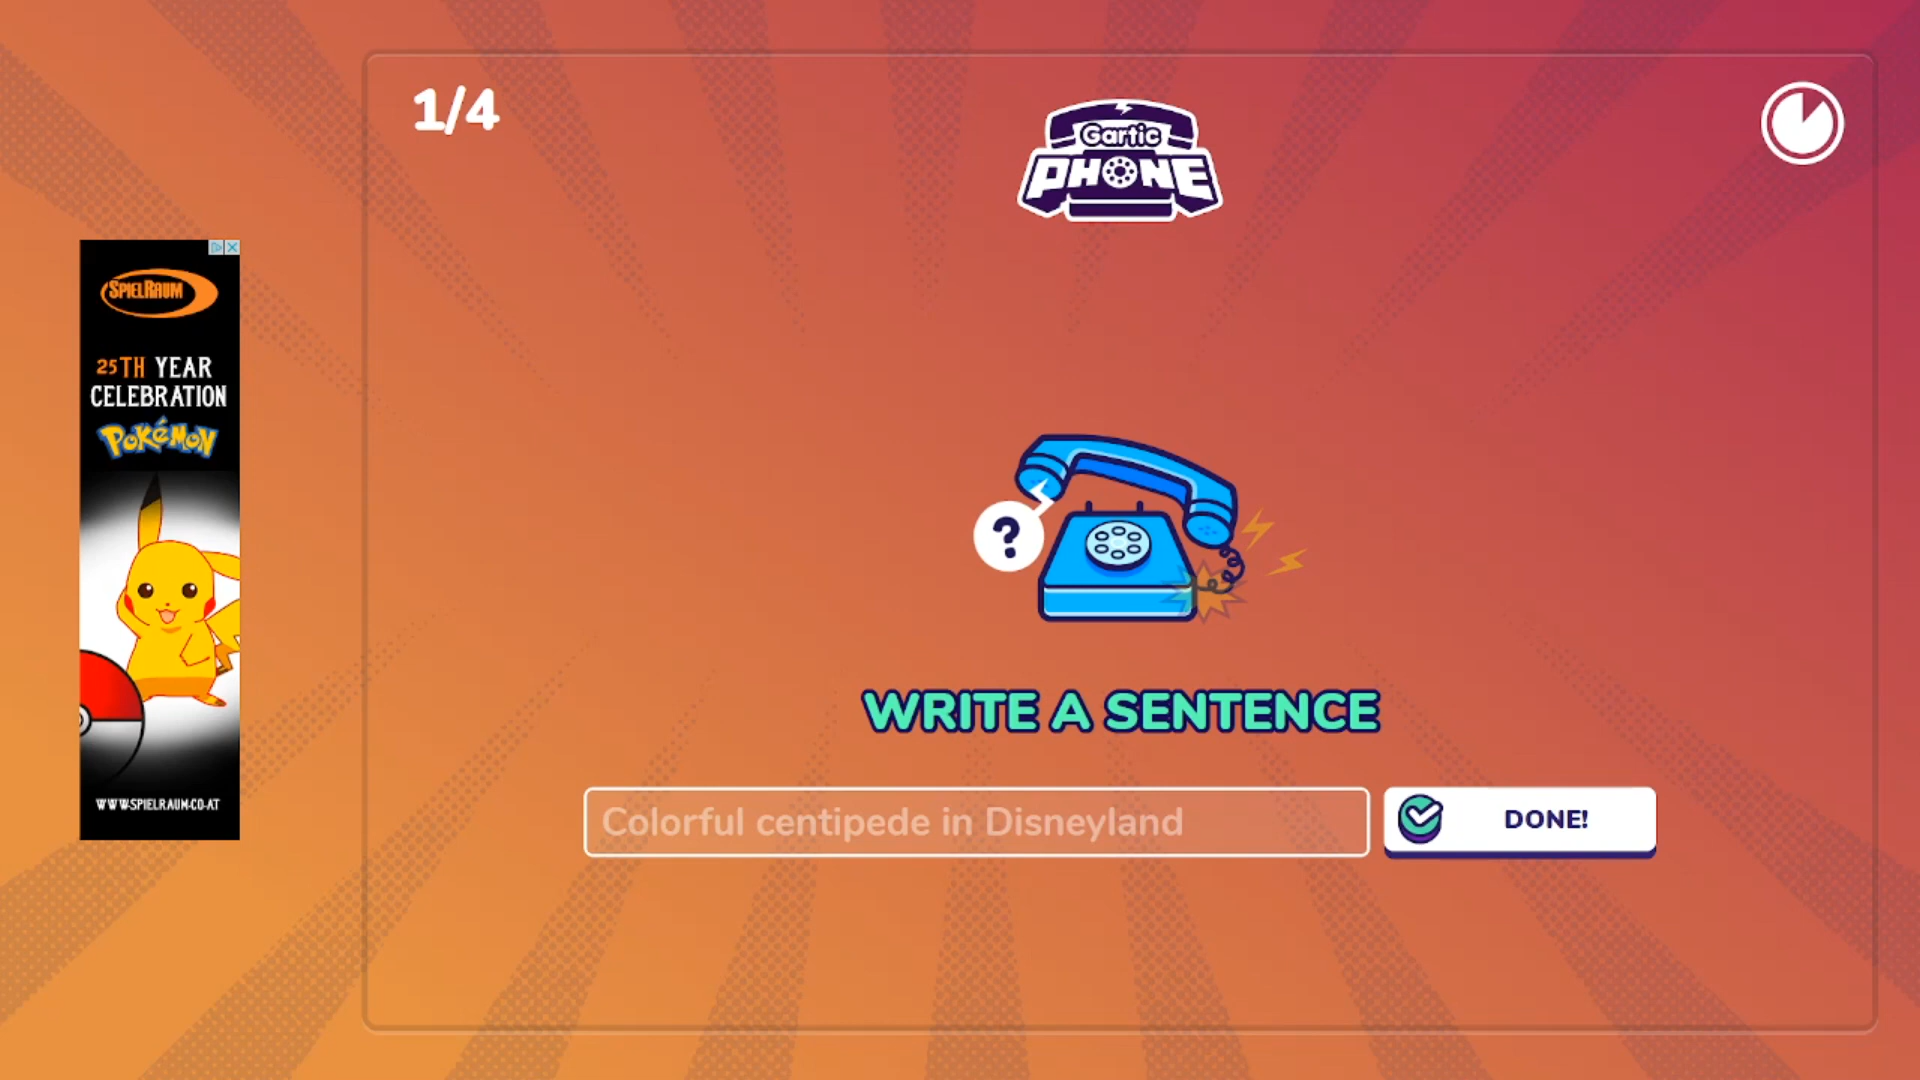 1/4
Gartic
PHONE
SPIELRAUM
25TH YEAR
CELEBRATION
POKéMON
WWW.SPIELRAUM.CO.AT
?
WRITE A SENTENCE
Colorful centipede in Disneyland
DONE!